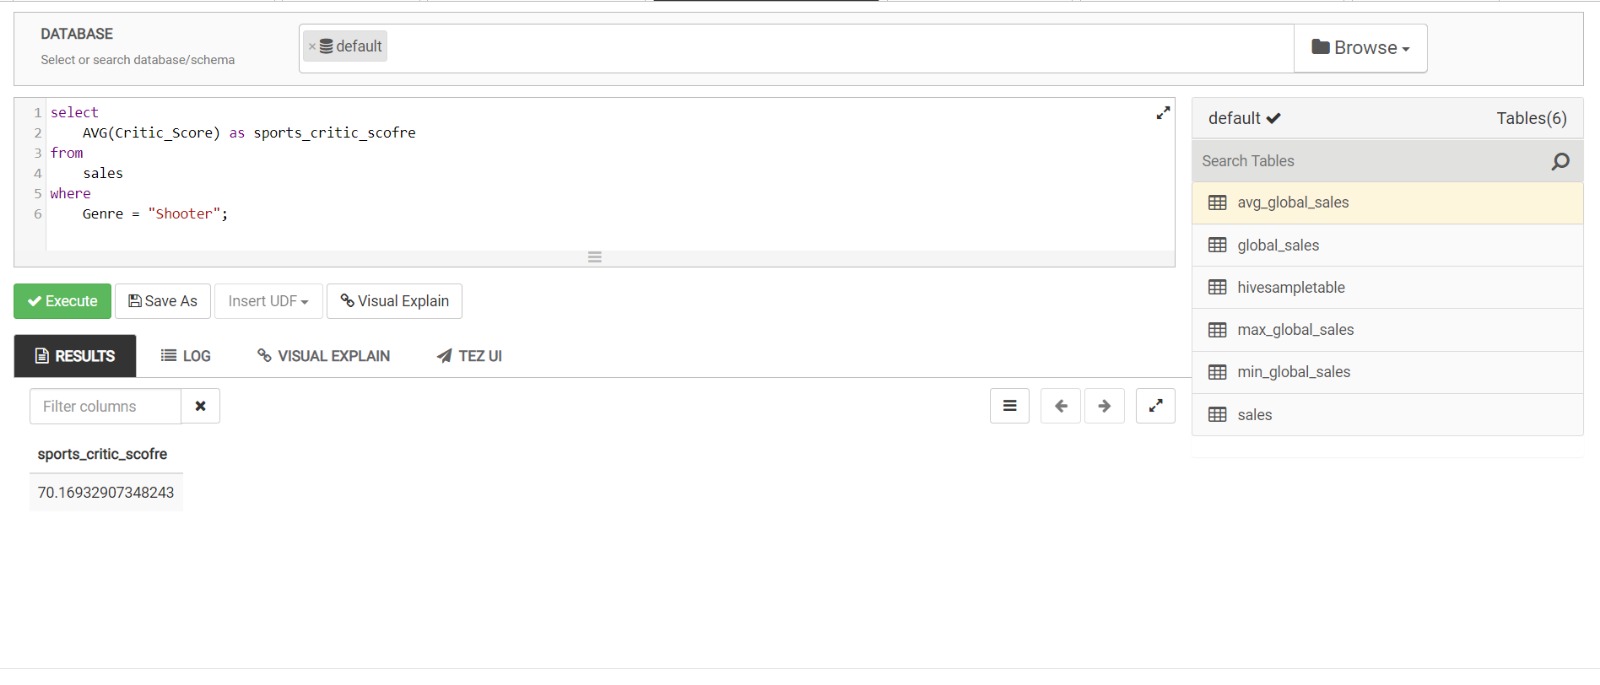 DATABASE
Select or search database/schema
× default
Browse
1 select
2 AVG(Critic_Score) as sports_critic_scofre
3 from
4 sales
5 where
6 Genre = "Shooter";
default
Tables(6)
Search Tables
avg_global_sales
global_sales
hivesampletable
max_global_sales
min_global_sales
sales
Execute
Save As
Insert UDF
Visual Explain
RESULTS
LOG
VISUAL EXPLAIN
TEZ UI
Filter columns
sports_critic_scofre
70.16932907348243